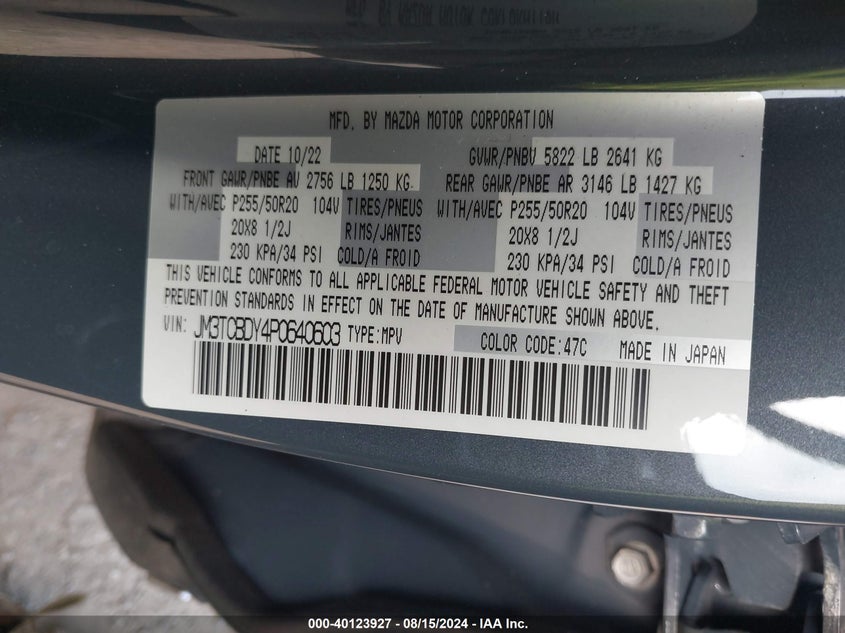 MFD. BY MAZDA MOTOR CORPORATION
DATE 10/22 GVWR/PNBV 5822 LB 2641 KG
FRONT GAWR/PNBE AV 2756 LB 1250 KG REAR GAWR/PNBE AR 3146 LB 1427 KG
WITH/AVEC P255/50R20 104V TIRES/PNEUS WITH/AVEC P255/50R20 104V TIRES/PNEUS
20X8 1/2J RIMS/JANTES 20X8 1/2J RIMS/JANTES
230 KPA/34 PSI COLD/A FROID 230 KPA/34 PSI COLD/A FROID
THIS VEHICLE CONFORMS TO ALL APPLICABLE FEDERAL MOTOR VEHICLE SAFETY AND THEFT
PREVENTION STANDARDS IN EFFECT ON THE DATE OF MANUFACTURE SHOWN ABOVE.
VIN: JM3TCBDY4P0640603 TYPE:MPV COLOR CODE:47C MADE IN JAPAN
000-40123927 - 08/15/2024 - IAA Inc.